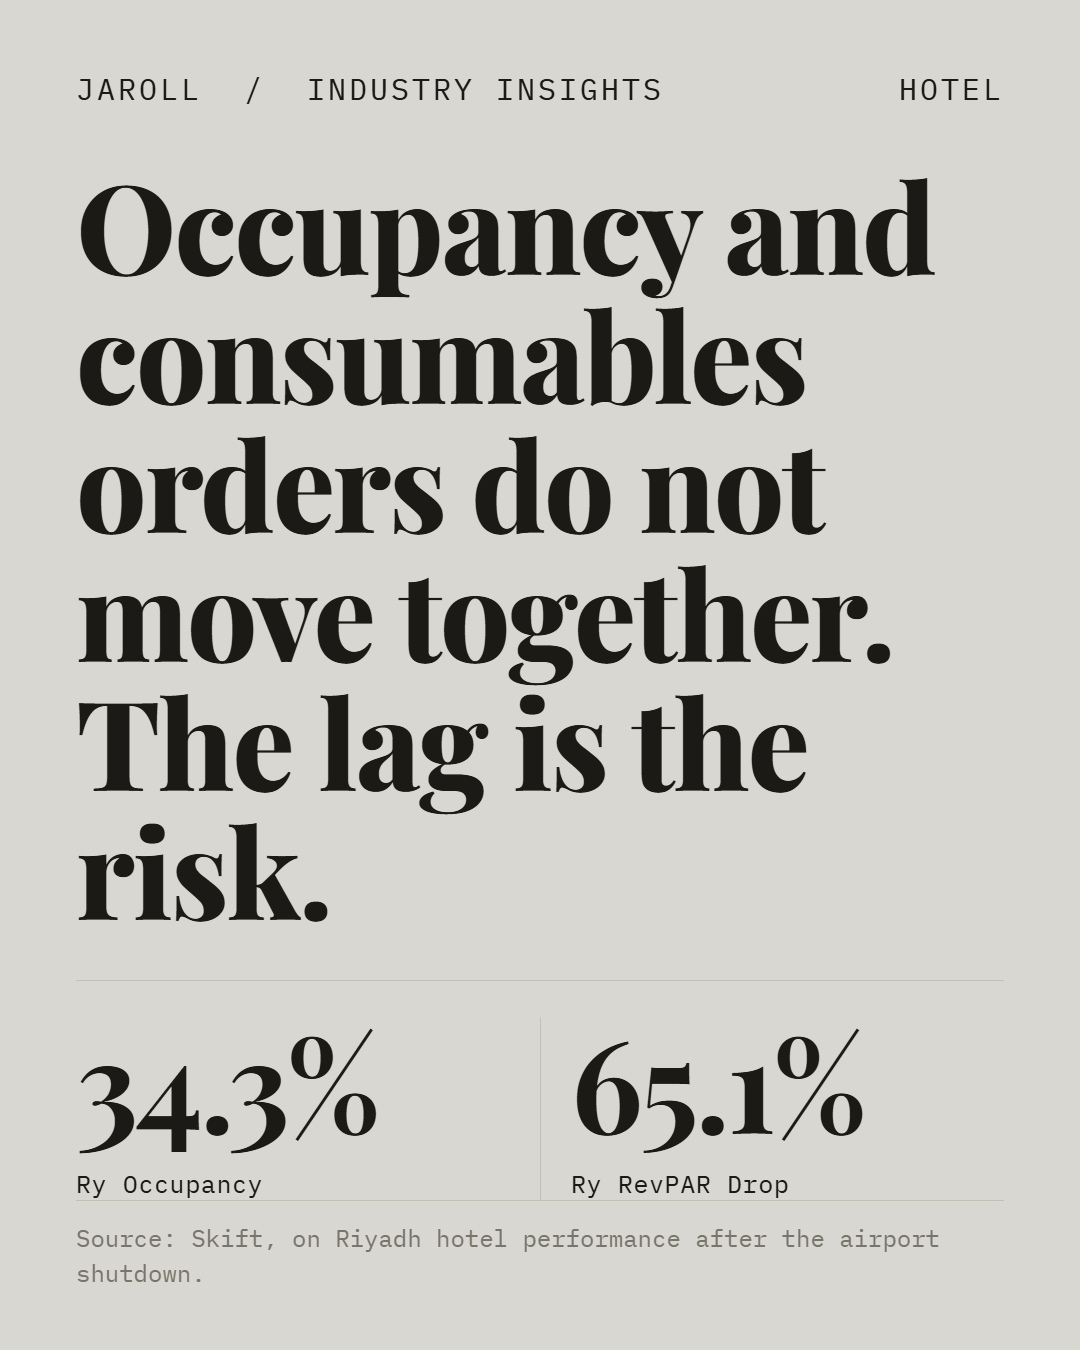 JAROLL / INDUSTRY INSIGHTS HOTEL
Occupancy and
consumables
orders do not
move together.
The lag is the
risk.
34.3% 65.1%
Ry Occupancy Ry RevPAR Drop
Source: Skift, on Riyadh hotel performance after the airport
shutdown.